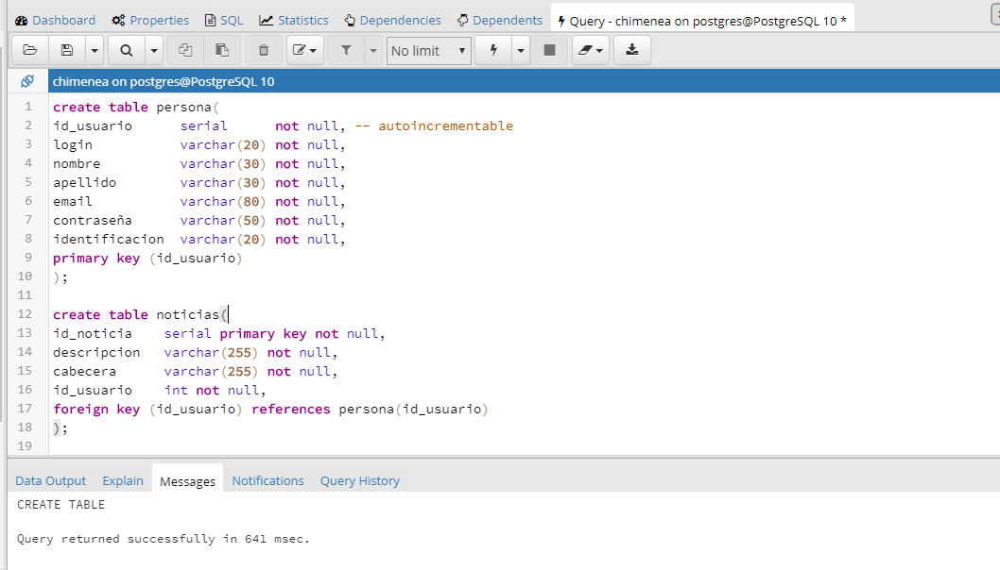 Dashboard Properties SQL Statistics Dependencies Dependents Query - chimenea on postgres@PostgreSQL 10 *
No limit
chimenea on postgres@PostgreSQL 10
1 create table persona(
2 id_usuario serial not null, -- autoincrementable
3 login varchar(20) not null,
4 nombre varchar(30) not null,
5 apellido varchar(30) not null,
6 email varchar(80) not null,
7 contraseña varchar(50) not null,
8 identificacion varchar(20) not null,
9 primary key (id_usuario)
10 );
11
12 create table noticias(
13 id_noticia serial primary key not null,
14 descripcion varchar(255) not null,
15 cabecera varchar(255) not null,
16 id_usuario int not null,
17 foreign key (id_usuario) references persona(id_usuario)
18 );
19
Data Output Explain Messages Notifications Query History
CREATE TABLE
Query returned successfully in 641 msec.